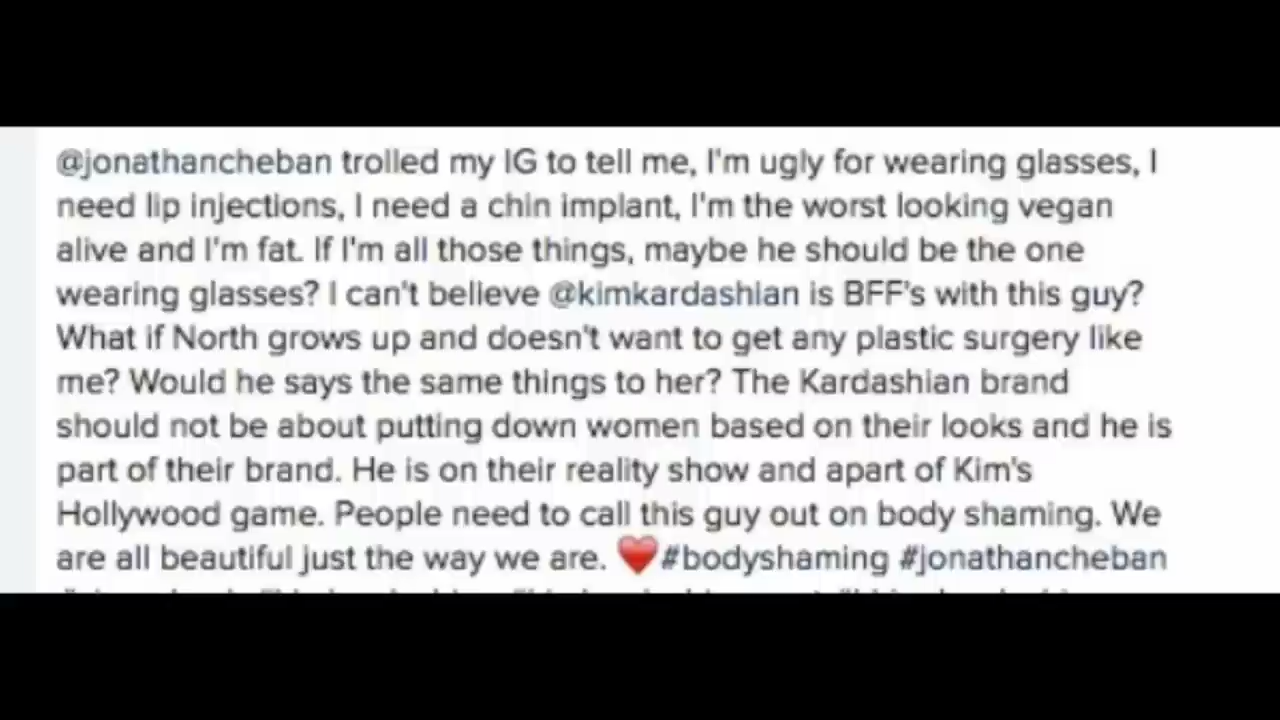 @jonathancheban trolled my IG to tell me, I'm ugly for wearing glasses, I
need lip injections, I need a chin implant, I'm the worst looking vegan
alive and I'm fat. If I'm all those things, maybe he should be the one
wearing glasses? I can't believe @kimkardashian is BFF's with this guy?
What if North grows up and doesn't want to get any plastic surgery like
me? Would he says the same things to her? The Kardashian brand
should not be about putting down women based on their looks and he is
part of their brand. He is on their reality show and apart of Kim's
Hollywood game. People need to call this guy out on body shaming. We
are all beautiful just the way we are. ❤️#bodyshaming #jonathancheban